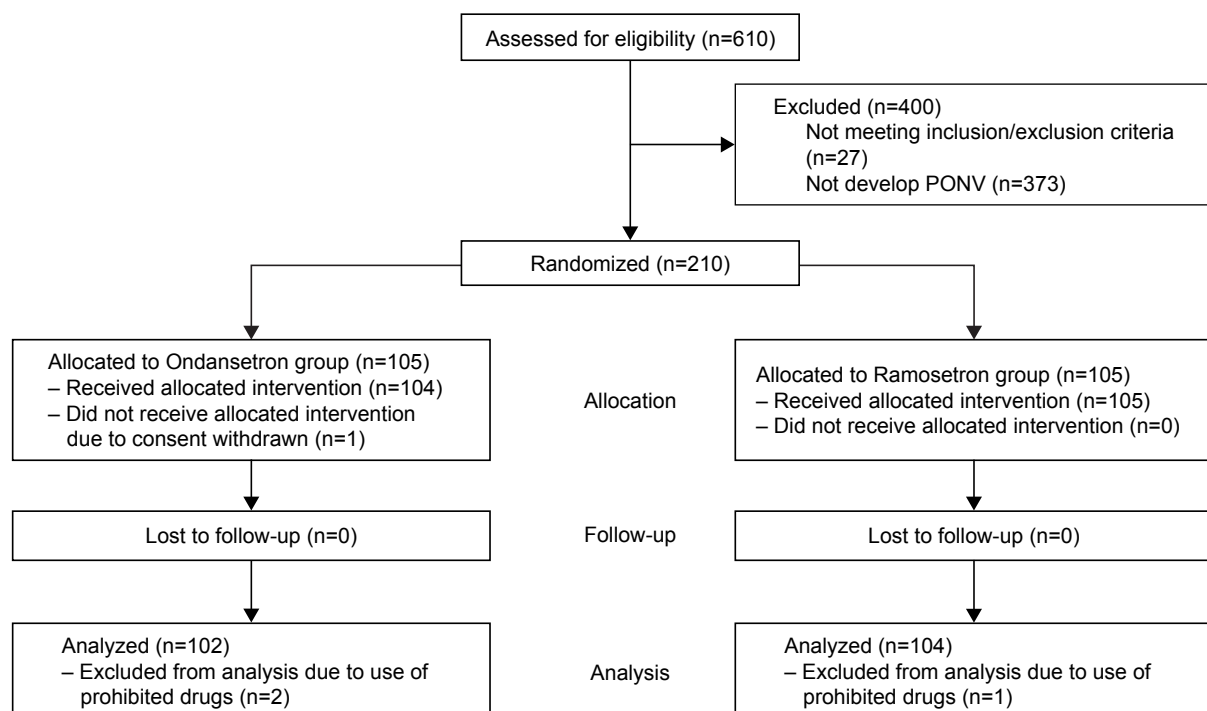 Assessed for eligibility (n=610)
Excluded (n=400)
Not meeting inclusion/exclusion criteria
(n=27)
Not develop PONV (n=373)
Randomized (n=210)
Allocated to Ondansetron group (n=105)
– Received allocated intervention (n=104)
– Did not receive allocated intervention
due to consent withdrawn (n=1)
Allocation
Allocated to Ramosetron group (n=105)
– Received allocated intervention (n=105)
– Did not receive allocated intervention (n=0)
Lost to follow-up (n=0)
Follow-up
Lost to follow-up (n=0)
Analyzed (n=102)
– Excluded from analysis due to use of
prohibited drugs (n=2)
Analysis
Analyzed (n=104)
– Excluded from analysis due to use of
prohibited drugs (n=1)